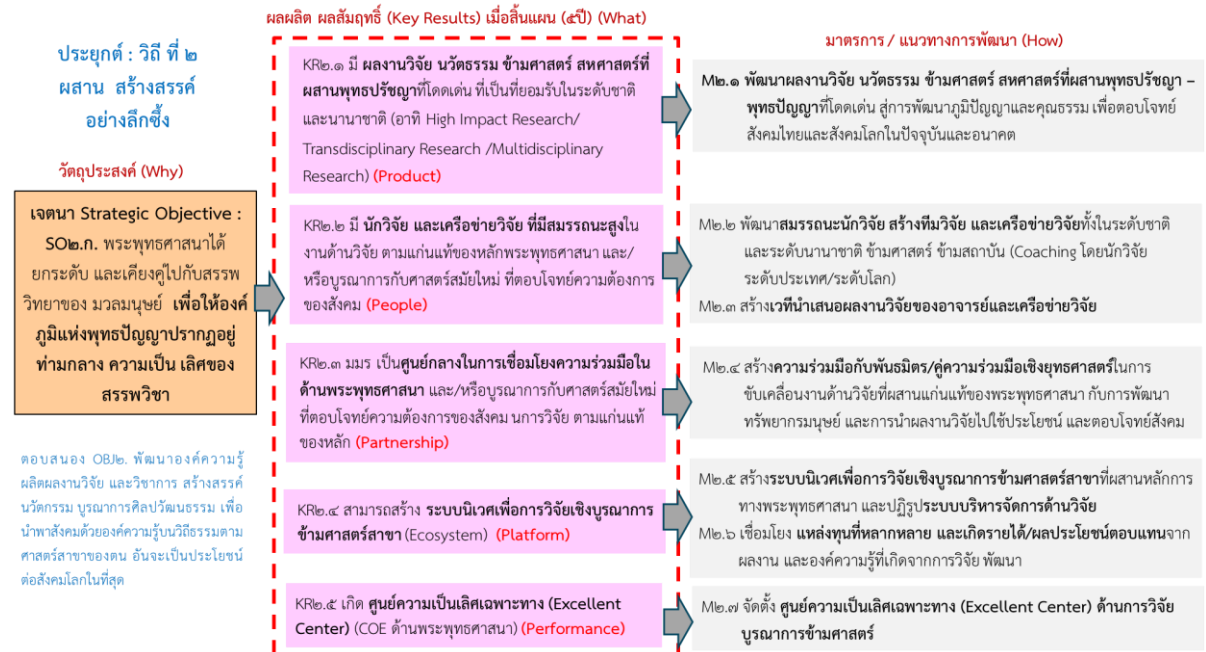 ผลผลิต ผลสัมฤทธิ์ (Key Results) เมื่อสิ้นแผน (๕ปี) (What)
ประยุกต์ : วิถี ที่ ๒
ผสาน สร้างสรรค์
อย่างลึกซึ้ง
วัตถุประสงค์ (Why)
เจตนา Strategic Objective :
SO๒.ก. พระพุทธศาสนาได้
ยกระดับ และเคียงคู่ไปกับสรรพ
วิทยาของ มวลมนุษย์ เพื่อให้องค์
ภูมิแห่งพุทธปัญญาปรากฏอยู่
ท่ามกลาง ความเป็น เลิศของ
สรรพวิชา
ตอบสนอง OBJ๒. พัฒนาองค์ความรู้
ผลิตผลงานวิจัย และวิชาการ สร้างสรรค์
นวัตกรรม บูรณาการศิลปวัฒนธรรม เพื่อ
นำพาสังคมด้วยองค์ความรู้บนวิถีธรรมตาม
ศาสตร์สาขาของตน อันจะเป็นประโยชน์
ต่อสังคมโลกในที่สุด
KR๒.๑ มี ผลงานวิจัย นวัตธรรม ข้ามศาสตร์ สหศาสตร์ที่
ผสานพุทธปรัชญาที่โดดเด่น ที่เป็นที่ยอมรับในระดับชาติ
และนานาชาติ (อาทิ High Impact Research/
Transdisciplinary Research /Multidisciplinary
Research) (Product)
KR๒.๒ มี นักวิจัย และเครือข่ายวิจัย ที่มีสมรรถนะสูงใน
งานด้านวิจัย ตามแก่นแท้ของหลักพระพุทธศาสนา และ/
หรือบูรณาการกับศาสตร์สมัยใหม่ ที่ตอบโจทย์ความต้องการ
ของสังคม (People)
KR๒.๓ มมร เป็นศูนย์กลางในการเชื่อมโยงความร่วมมือใน
ด้านพระพุทธศาสนา และ/หรือบูรณาการกับศาสตร์สมัยใหม่
ที่ตอบโจทย์ความต้องการของสังคม นการวิจัย ตามแก่นแท้
ของหลัก (Partnership)
KR๒.๔ สามารถสร้าง ระบบนิเวศเพื่อการวิจัยเชิงบูรณาการ
ข้ามศาสตร์สาขา (Ecosystem) (Platform)
KR๒.๕ เกิด ศูนย์ความเป็นเลิศเฉพาะทาง (Excellent
Center) (COE ด้านพระพุทธศาสนา) (Performance)
มาตรการ / แนวทางการพัฒนา (How)
M๒.๑ พัฒนาผลงานวิจัย นวัตธรรม ข้ามศาสตร์ สหศาสตร์ที่ผสานพุทธปรัชญา –
พุทธปัญญาที่โดดเด่น สู่การพัฒนาภูมิปัญญาและคุณธรรม เพื่อตอบโจทย์
สังคมไทยและสังคมโลกในปัจจุบันและอนาคต
M๒.๒ พัฒนาสมรรถนะนักวิจัย สร้างทีมวิจัย และเครือข่ายวิจัยทั้งในระดับชาติ
และระดับนานาชาติ ข้ามศาสตร์ ข้ามสถาบัน (Coaching โดยนักวิจัย
ระดับประเทศ/ระดับโลก)
M๒.๓ สร้างเวทีนำเสนอผลงานวิจัยของอาจารย์และเครือข่ายวิจัย
M๒.๔ สร้างความร่วมมือกับพันธมิตร/คู่ความร่วมมือเชิงยุทธศาสตร์ในการ
ขับเคลื่อนงานด้านวิจัยที่ผสานแก่นแท้ของพระพุทธศาสนา กับการพัฒนา
ทรัพยากรมนุษย์ และการนำผลงานวิจัยไปใช้ประโยชน์ และตอบโจทย์สังคม
M๒.๕ สร้างระบบนิเวศเพื่อการวิจัยเชิงบูรณาการข้ามศาสตร์สาขาที่ผสานหลักการ
ทางพระพุทธศาสนา และปฏิรูประบบบริหารจัดการด้านวิจัย
M๒.๖ เชื่อมโยง แหล่งทุนที่หลากหลาย และเกิดรายได้/ผลประโยชน์ตอบแทนจาก
ผลงาน และองค์ความรู้ที่เกิดจากการวิจัย พัฒนา
M๒.๗ จัดตั้ง ศูนย์ความเป็นเลิศเฉพาะทาง (Excellent Center) ด้านการวิจัย
บูรณาการข้ามศาสตร์